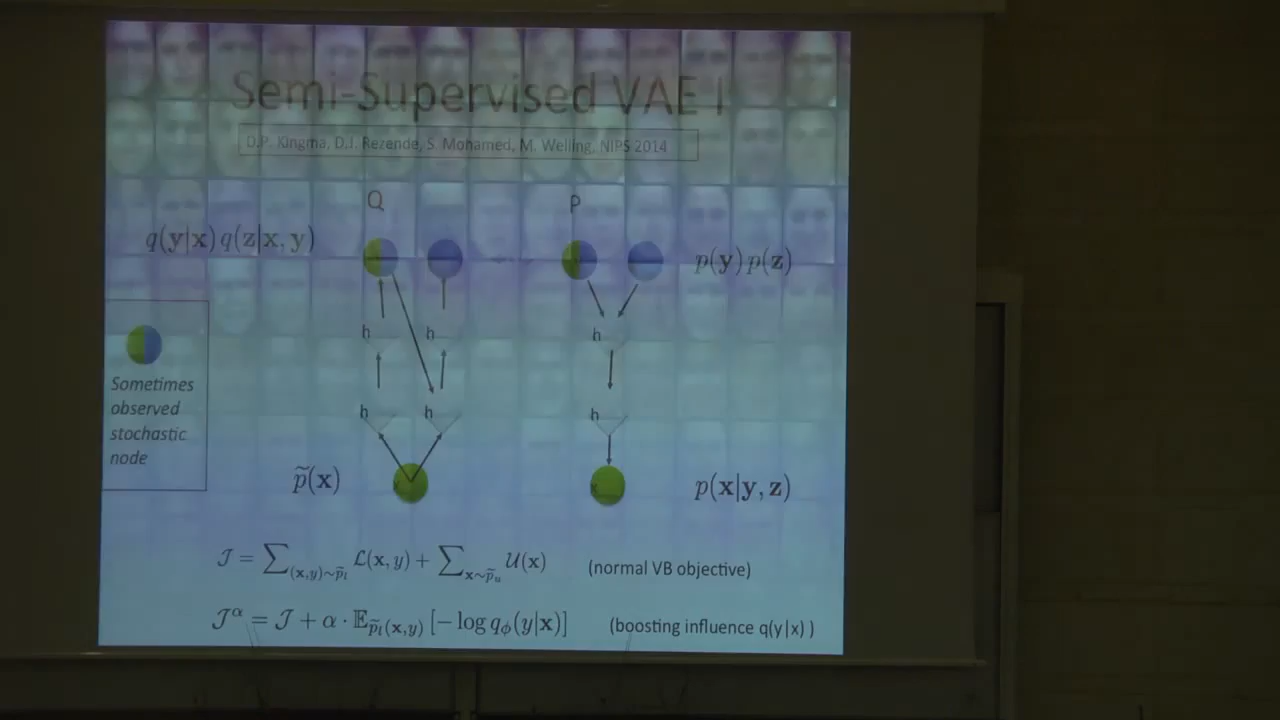 Semi-Supervised VAE I
D.P. Kingma, D.J. Rezende, S. Mohamed, M. Welling, NIPS 2014
Q
P
q(y|x)q(z|x, y)
p(y)p(z)
h
h
h
Sometimes
observed
stochastic
node
h
h
h
p̃(x)
p(x|y, z)
𝒥 = ∑(x,y)∼p̃l ℒ(x, y) + ∑x∼p̃u 𝒰(x)
(normal VB objective)
𝒥^α = 𝒥 + α · 𝔼p̃l(x,y) [− log qϕ(y|x)]
(boosting influence q(y|x) )